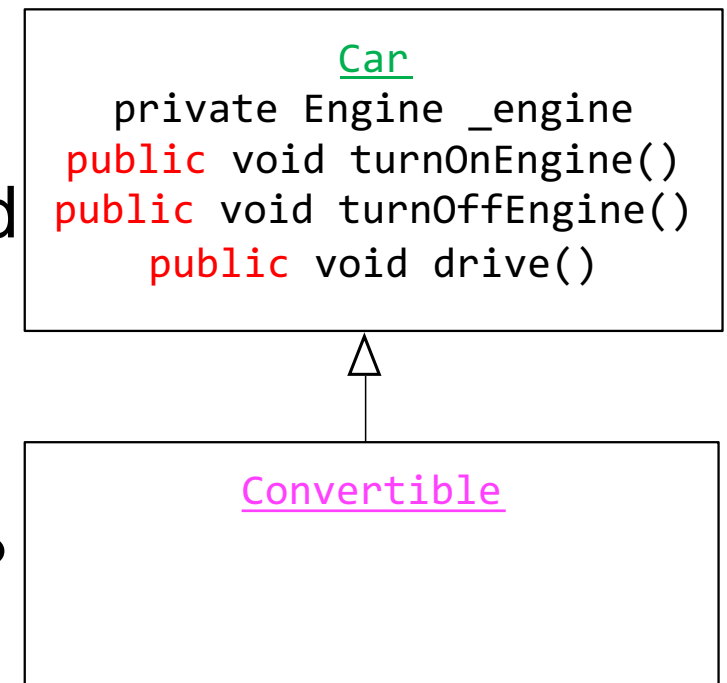 Car
private Engine _engine
public void turnOnEngine()
public void turnOffEngine()
public void drive()
Convertible